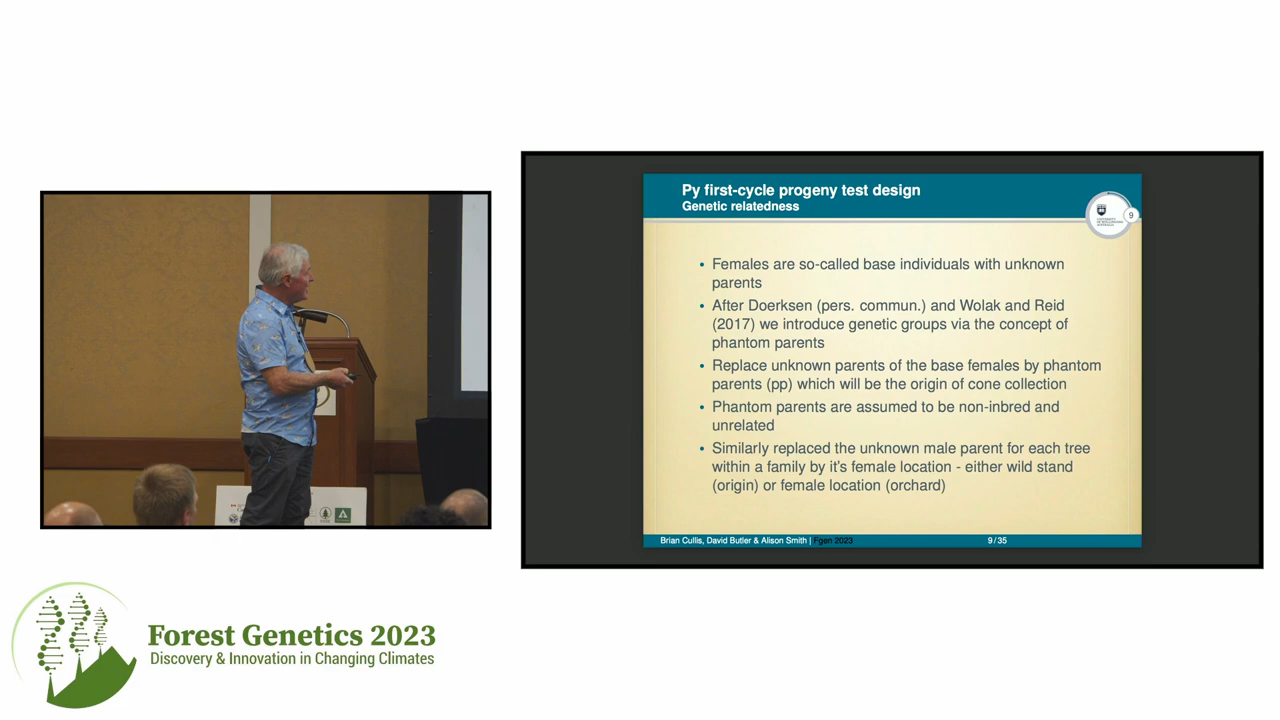 Py first-cycle progeny test design
Genetic relatedness
9
• Females are so-called base individuals with unknown
parents
• After Doerksen (pers. commun.) and Wolak and Reid
(2017) we introduce genetic groups via the concept of
phantom parents
• Replace unknown parents of the base females by phantom
parents (pp) which will be the origin of cone collection
• Phantom parents are assumed to be non-inbred and
unrelated
• Similarly replaced the unknown male parent for each tree
within a family by it's female location - either wild stand
(origin) or female location (orchard)
Brian Cullis, David Butler & Alison Smith | Fgen 2023
9 / 35
Forest Genetics 2023
Discovery & Innovation in Changing Climates